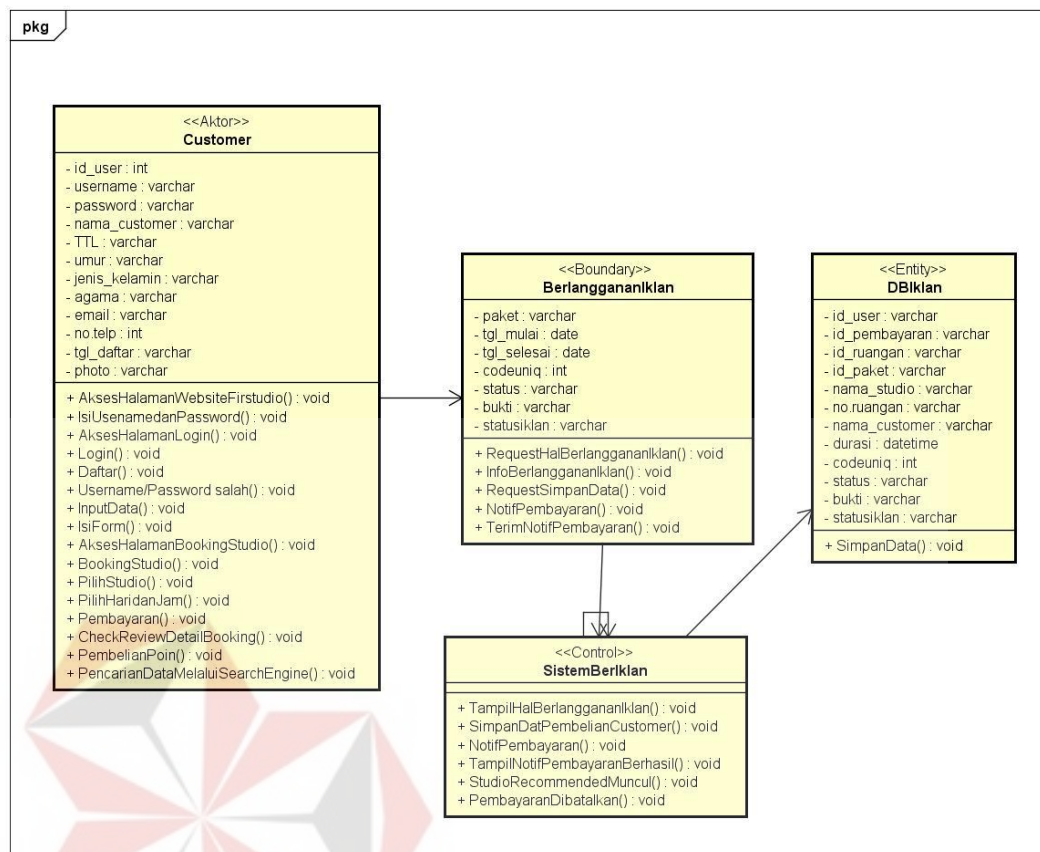 pkg
<<Aktor>>
Customer
- id_user : int
- username : varchar
- password : varchar
- nama_customer : varchar
- TTL : varchar
- umur : varchar
- jenis_kelamin : varchar
- agama : varchar
- email : varchar
- no.telp : int
- tgl_daftar : varchar
- photo : varchar
+ AksesHalamanWebsiteFirstudio() : void
+ IsiUsenamedanPassword() : void
+ AksesHalamanLogin() : void
+ Login() : void
+ Daftar() : void
+ Username/Password salah() : void
+ InputData() : void
+ IsiForm() : void
+ AksesHalamanBookingStudio() : void
+ BookingStudio() : void
+ PilihStudio() : void
+ PilihHaridanJam() : void
+ Pembayaran() : void
+ CheckReviewDetailBooking() : void
+ PembelianPoin() : void
+ PencarianDataMelaluiSearchEngine() : void
<<Boundary>>
BerlanggananIklan
- paket : varchar
- tgl_mulai : date
- tgl_selesai : date
- codeuniq : int
- status : varchar
- bukti : varchar
- statusiklan : varchar
+ RequestHalBerlanggananIklan() : void
+ InfoBerlanggananIklan() : void
+ RequestSimpanData() : void
+ NotifPembayaran() : void
+ TerimNotifPembayaran() : void
<<Entity>>
DBIklan
- id_user : varchar
- id_pembayaran : varchar
- id_ruangan : varchar
- id_paket : varchar
- nama_studio : varchar
- no.ruangan : varchar
- nama_customer : varchar
- durasi : datetime
- codeuniq : int
- status : varchar
- bukti : varchar
- statusiklan : varchar
+ SimpanData() : void
<<Control>>
SistemBerIklan
+ TampilHalBerlanggananIklan() : void
+ SimpanDatPembelianCustomer() : void
+ NotifPembayaran() : void
+ TampilNotifPembayaranBerhasil() : void
+ StudioRecommendedMuncul() : void
+ PembayaranDibatalkan() : void